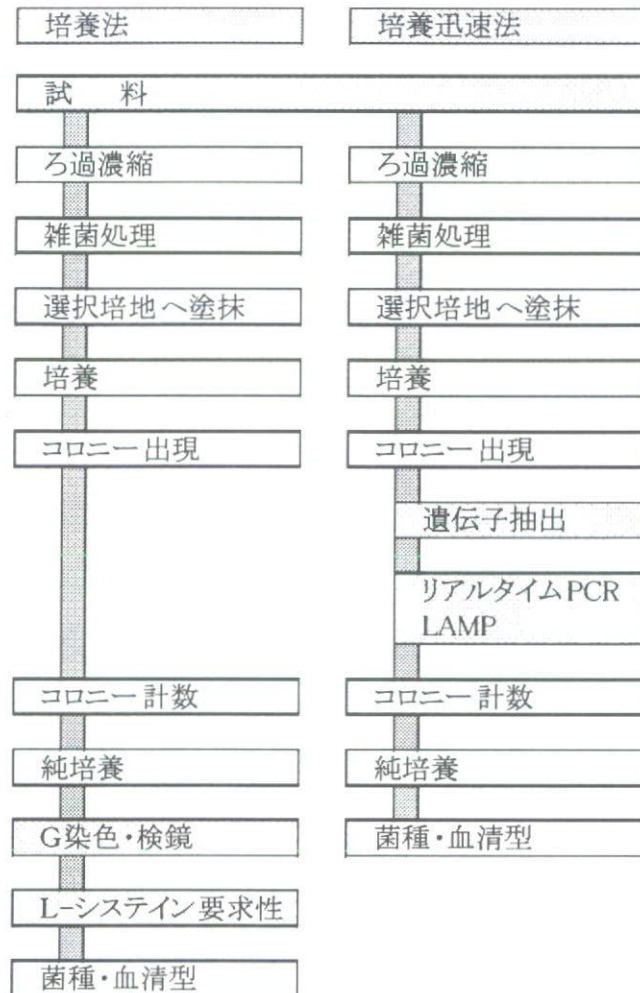 培養法
培養迅速法
試　料
ろ過濃縮
ろ過濃縮
雑菌処理
雑菌処理
選択培地へ塗抹
選択培地へ塗抹
培養
培養
コロニー出現
コロニー出現
遺伝子抽出
リアルタイムPCR
LAMP
コロニー計数
コロニー計数
純培養
純培養
G染色・検鏡
菌種・血清型
L-システイン要求性
菌種・血清型